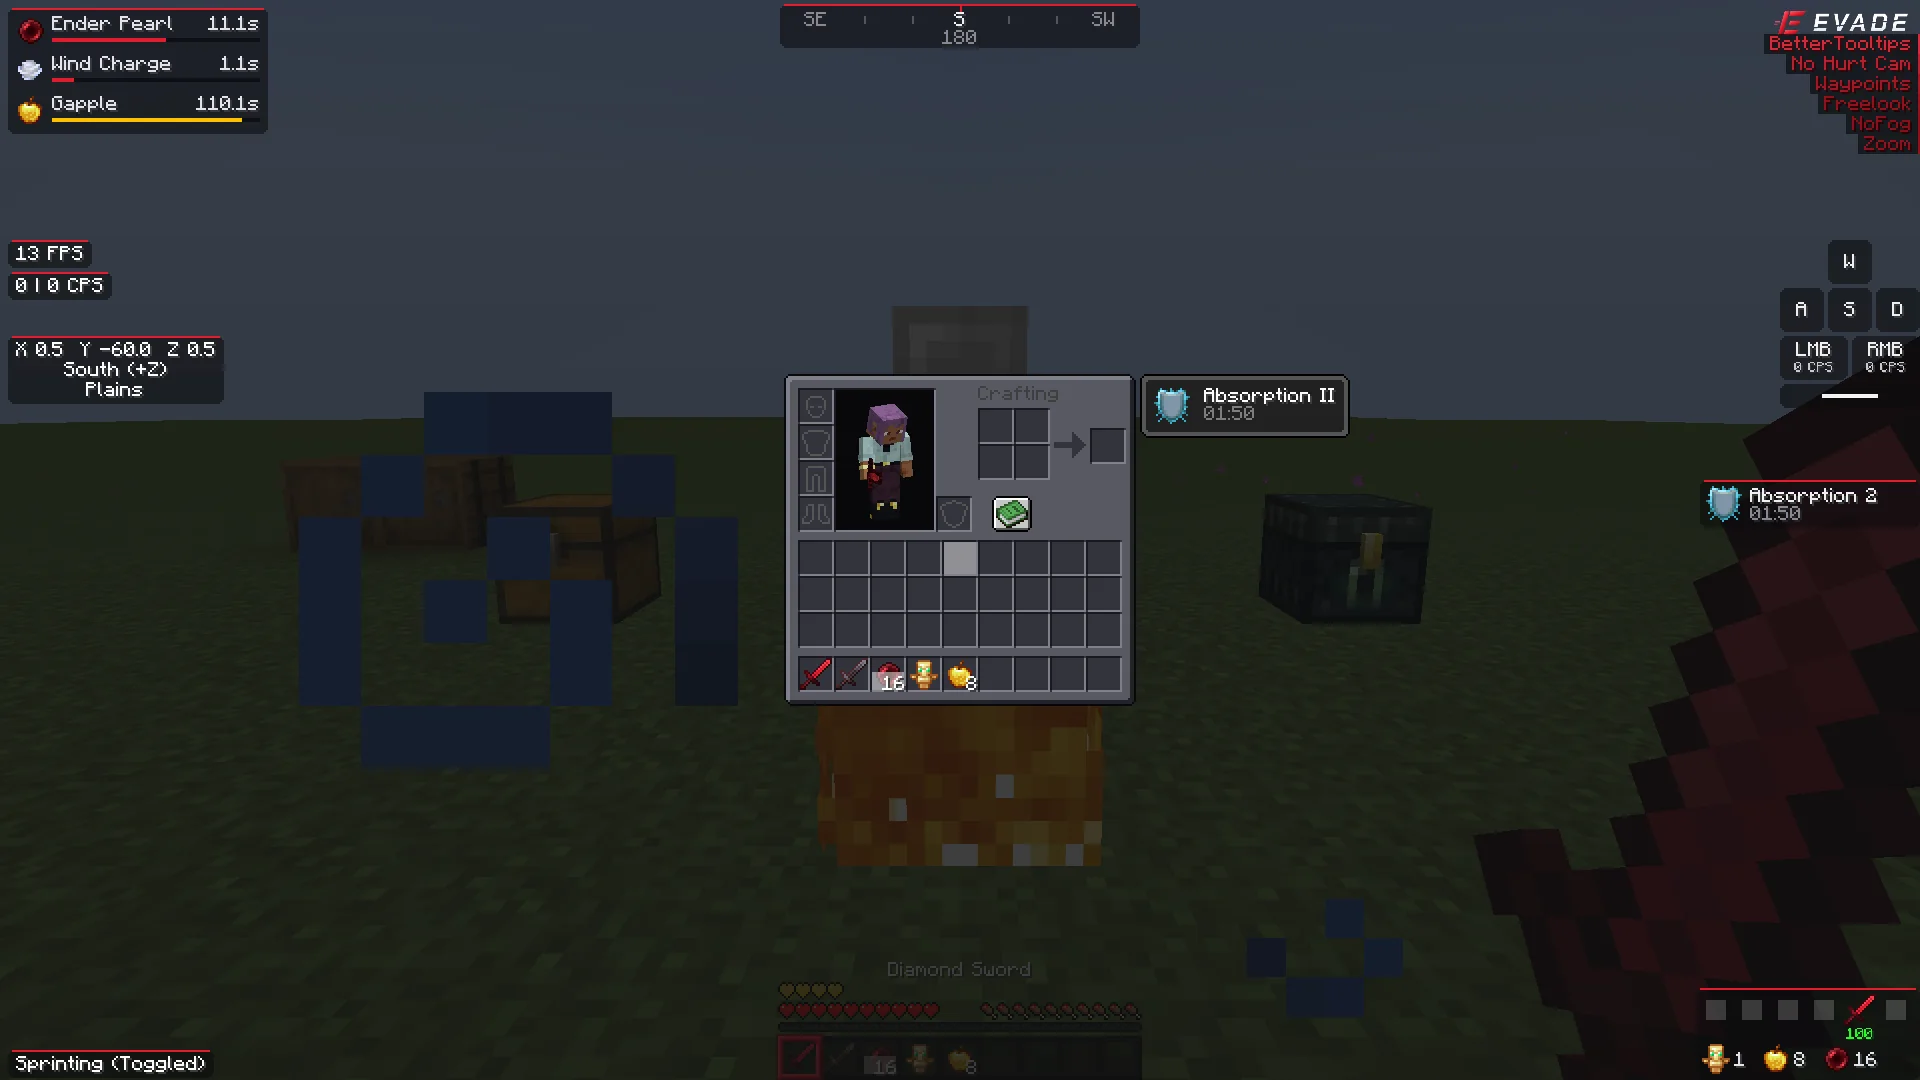 Ender Pearl 11.1s
Wind Charge 1.1s
Gapple 110.1s
SE S SW
180
EVADE
BetterTooltips
No Hurt Cam
Waypoints
Freelook
NoFog
Zoom
13 FPS
0 | 0 CPS
X 0.5 Y -60.0 Z 0.5
South (+Z)
Plains
W
A S D
LMB RMB
0 CPS 0 CPS
Crafting
Absorption II
01:50
Absorption 2
01:50
16 8
Diamond Sword
16 8
Sprinting (Toggled)
100
1 8 16